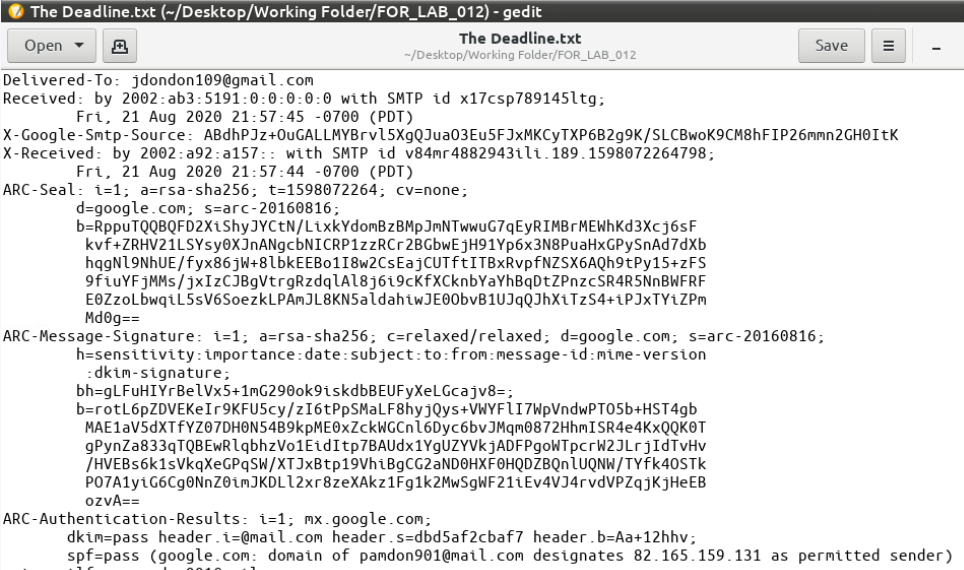 The Deadline.txt (~/Desktop/Working Folder/FOR_LAB_012) - gedit
Open
The Deadline.txt
~/Desktop/Working Folder/FOR_LAB_012
Save
Delivered-To: jdondon109@gmail.com
Received: by 2002:ab3:5191:0:0:0:0:0 with SMTP id x17csp789145ltg;
Fri, 21 Aug 2020 21:57:45 -0700 (PDT)
X-Google-Smtp-Source: ABdhPJz+OuGALLMYBrvl5XgQJuaO3Eu5FJxMKCyTXP6B2g9K/SLCBwoK9CM8hFIP26mmn2GH0ItK
X-Received: by 2002:a92:a157:: with SMTP id v84mr4882943ili.189.1598072264798;
Fri, 21 Aug 2020 21:57:44 -0700 (PDT)
ARC-Seal: i=1; a=rsa-sha256; t=1598072264; cv=none;
d=google.com; s=arc-20160816;
b=RppuTQQBQFD2XiShyJYCtN/LixkYdomBzBMpJmNTwwuG7qEyRIMBrMEWhKd3Xcj6sF
kvf+ZRHV21LSYsy0XJnANgcbNICRP1zzRCr2BGbwEjH91Yp6x3N8PuaHxGPySnAd7dXb
hqgNl9NhUE/fyx86jW+8lbkEEBo1I8w2CsEajCUTftITBxRvpfNZSX6AQh9tPy15+zFS
9fiuYFjMMs/jxIzCJBgVtrgRzdqlAl8j6i9cKfXCknbYaYhBqDtZPnzcSR4R5NnBWFRF
E0ZzoLbwqiL5sV6SoezkLPAmJL8KN5aldahiwJE0ObvB1UJqQJhXiTzS4+iPJxTYiZPm
Md0g==
ARC-Message-Signature: i=1; a=rsa-sha256; c=relaxed/relaxed; d=google.com; s=arc-20160816;
h=sensitivity:importance:date:subject:to:from:message-id:mime-version
:dkim-signature;
bh=gLFuHIYrBelVx5+1mG290ok9iskdbBEUFyXeLGcajv8=;
b=rotL6pZDVEKeIr9KFU5cy/zI6tPpSMaLF8hyjQys+VWYFlI7WpVndwPTO5b+HST4gb
MAE1aV5dXTfYZ07DH0N54B9kpME0xZckWGCnl6Dyc6bvJMqm0872HhmISR4e4KxQQK0T
gPynZa833qTQBEwRlqbhzVo1EidItp7BAUdx1YgUZYVkjADFPgoWTpcrW2JLrjIdTvHv
/HVEBs6k1sVkqXeGPqSW/XTJxBtp19VhiBgCG2aND0HXF0HQDZBQnlUQNW/TYfk4OSTk
PO7A1yiG6Cg0NnZ0imJKDLl2xr8zeXAkz1Fg1k2MwSgWF21iEv4VJ4rvdVPZqjKjHeEB
ozvA==
ARC-Authentication-Results: i=1; mx.google.com;
dkim=pass header.i=@mail.com header.s=dbd5af2cbaf7 header.b=Aa+12hhv;
spf=pass (google.com: domain of pamdon901@mail.com designates 82.165.159.131 as permitted sender)